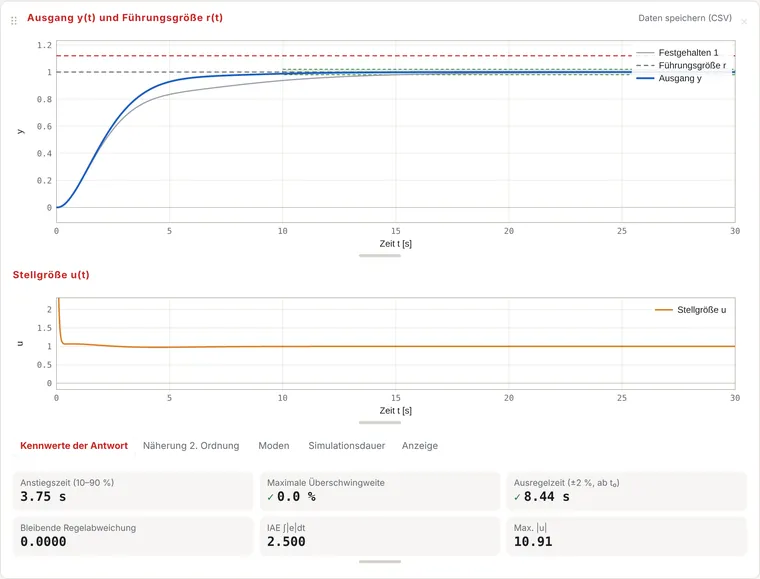 Ausgang y(t) und Führungsgröße r(t)
Daten speichern (CSV)
1.2
1
0.8
0.6
0.4
0.2
0
y
Festgehalten 1
Führungsgröße r
Ausgang y
0 5 10 15 20 25 30
Zeit t [s]
Stellgröße u(t)
2
1.5
1
0.5
0
u
Stellgröße u
0 5 10 15 20 25 30
Zeit t [s]
Kennwerte der Antwort Näherung 2. Ordnung Moden Simulationsdauer Anzeige
Anstiegszeit (10–90 %)
3.75 s
Maximale Überschwingweite
✓ 0.0 %
Ausregelzeit (±2 %, ab t₀)
✓ 8.44 s
Bleibende Regelabweichung
0.0000
IAE ∫|e|dt
2.500
Max. |u|
10.91